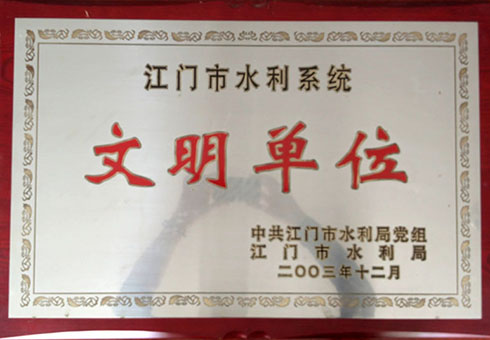 江门市水利系统
文明单位
中共江门市水利局党组
江门市水利局
二〇〇三年十二月